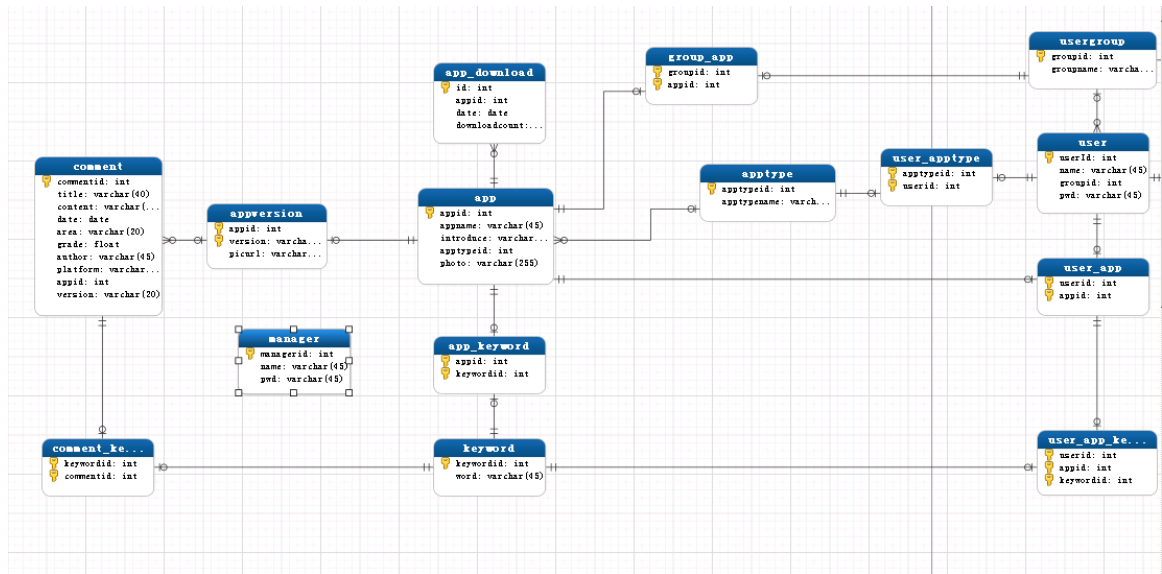 usergroup
groupid: int
groupname: varcha...
group_app
groupid: int
appid: int
app_download
id: int
appid: int
date: date
downloadcount:...
user
userId: int
name: varchar(45)
groupid: int
pwd: varchar(45)
user_apptype
apptypeid: int
userid: int
comment
commentid: int
title: varchar(40)
content: varchar(...
date: date
area: varchar(20)
grade: float
author: varchar(45)
platform: varchar...
appid: int
version: varchar(20)
apptype
apptypeid: int
apptypename: varch...
app
appid: int
appname: varchar(45)
introduce: varchar...
apptypeid: int
photo: varchar(255)
appversion
appid: int
version: varcha...
picurl: varchar...
user_app
userid: int
appid: int
manager
managerid: int
name: varchar(45)
pwd: varchar(45)
app_keyword
appid: int
keywordid: int
comment_ke...
keywordid: int
commentid: int
keyword
keywordid: int
word: varchar(45)
user_app_ke...
userid: int
appid: int
keywordid: int